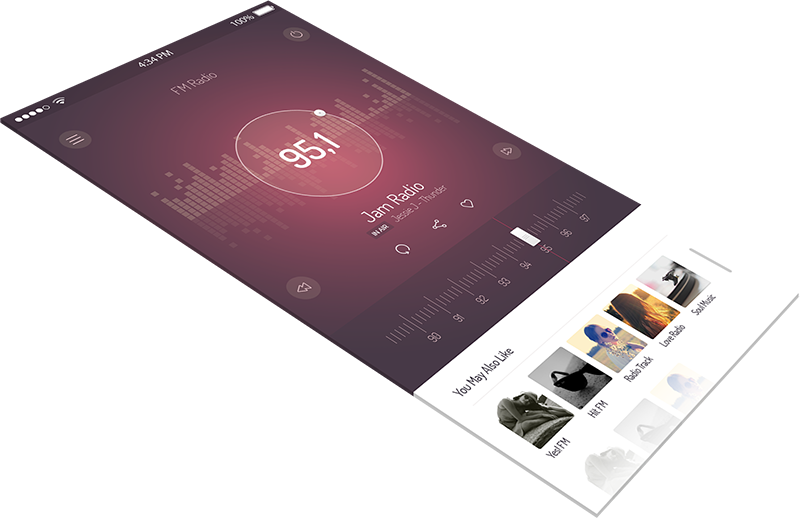 4:34 PM
100%
FM Radio
95,1
Jam Radio
IN AIR Jessie J - Thunder
90 91 92 93 94 95 96 97
You May Also Like
Yes! FM
Hit FM
Radio Track
Love Radio
Soul Music